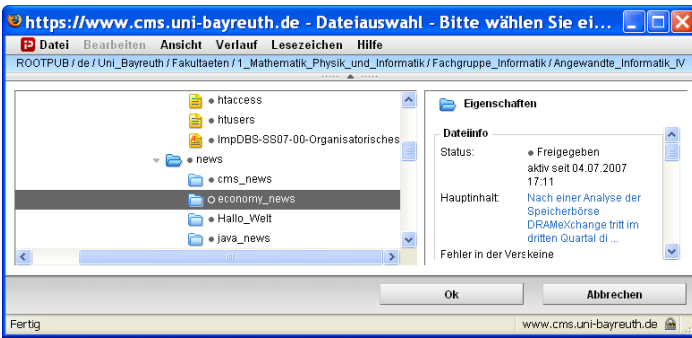 https://www.cms.uni-bayreuth.de - Dateiauswahl - Bitte wählen Sie ei...
Datei Bearbeiten Ansicht Verlauf Lesezeichen Hilfe
ROOTPUB / de / Uni_Bayreuth / Fakultaeten / 1_Mathematik_Physik_und_Informatik / Fachgruppe_Informatik / Angewandte_Informatik_IV
htaccess
htusers
ImpDBS-SS07-00-Organisatorisches
news
cms_news
economy_news
Hallo_Welt
java_news
Eigenschaften
Dateiinfo
Status: Freigegeben
aktiv seit 04.07.2007
17:11
Hauptinhalt: Nach einer Analyse der
Speicherbörse
DRAMeXchange tritt im
dritten Quartal di ...
Fehler in der Verskeine
Ok Abbrechen
Fertig www.cms.uni-bayreuth.de